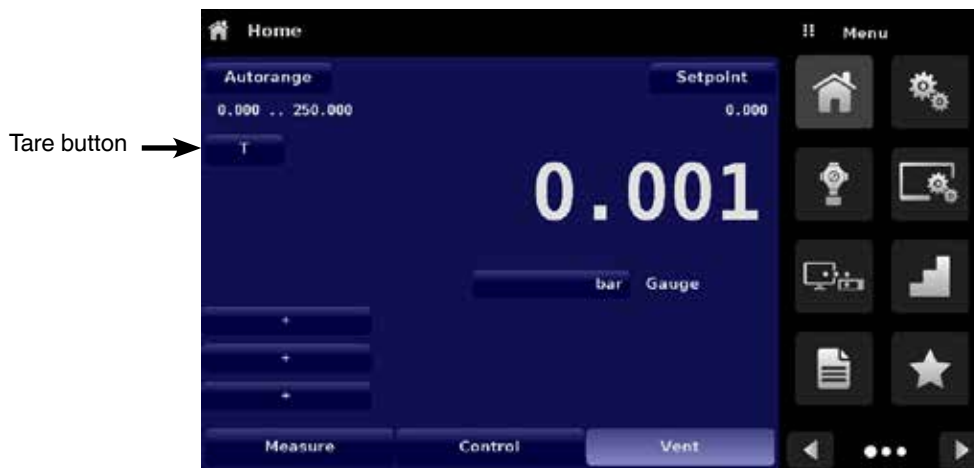 Home
Menu
Autorange
Setpoint
0.000 .. 250.000
0.000
Tare button
T
0.001
bar Gauge
+
+
+
Measure Control Vent